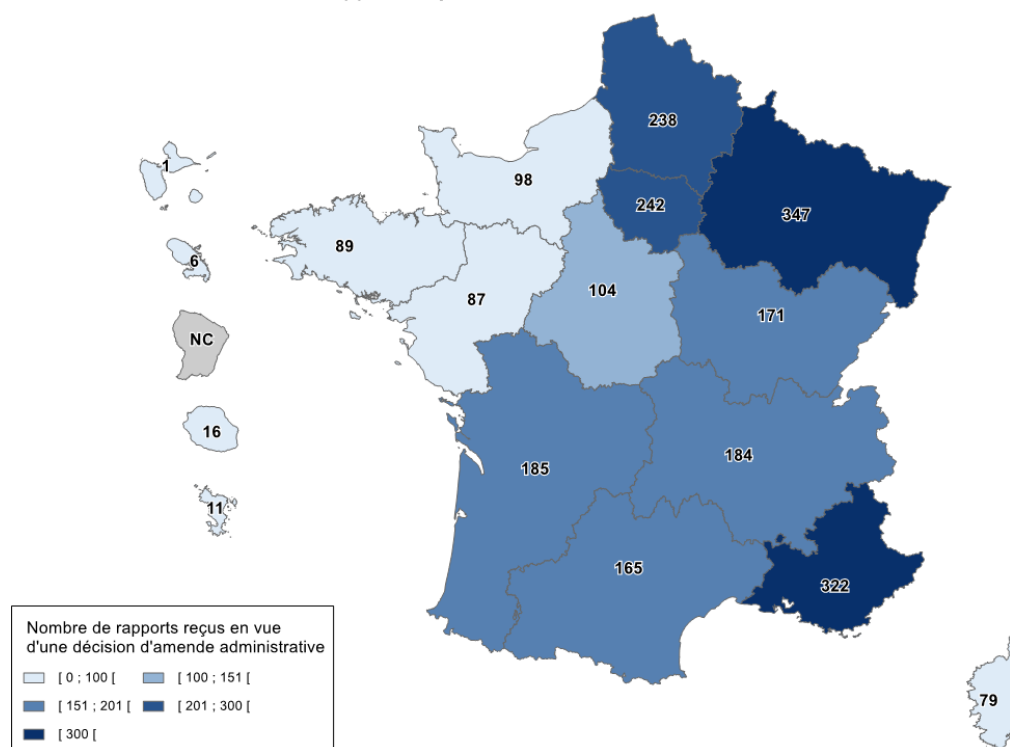 238
1
98
347
242
6
89
104
87
171
NC
16
184
185
11
165
322
Nombre de rapports reçus en vue
d'une décision d'amende administrative
[ 0 ; 100 [ [ 100 ; 151 [
[ 151 ; 201 [ [ 201 ; 300 [
[ 300 [
79